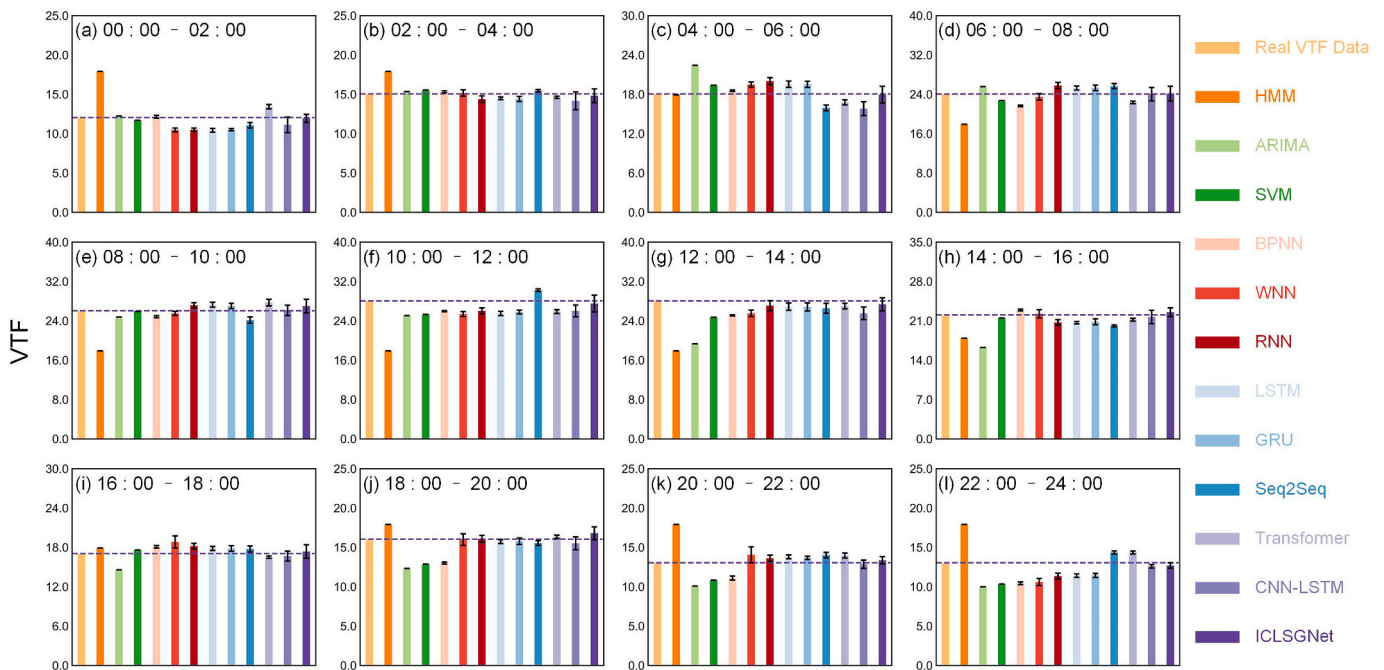 VTF
(a) 00 : 00 - 02 : 00
25.0
20.0
15.0
10.0
5.0
0.0
(b) 02 : 00 - 04 : 00
25.0
20.0
15.0
10.0
5.0
0.0
(c) 04 : 00 - 06 : 00
30.0
24.0
18.0
12.0
6.0
0.0
(d) 06 : 00 - 08 : 00
40.0
32.0
24.0
16.0
8.0
0.0
(e) 08 : 00 - 10 : 00
40.0
32.0
24.0
16.0
8.0
0.0
(f) 10 : 00 - 12 : 00
40.0
32.0
24.0
16.0
8.0
0.0
(g) 12 : 00 - 14 : 00
40.0
32.0
24.0
16.0
8.0
0.0
(h) 14 : 00 - 16 : 00
35.0
28.0
21.0
14.0
7.0
0.0
(i) 16 : 00 - 18 : 00
30.0
24.0
18.0
12.0
6.0
0.0
(j) 18 : 00 - 20 : 00
25.0
20.0
15.0
10.0
5.0
0.0
(k) 20 : 00 - 22 : 00
25.0
20.0
15.0
10.0
5.0
0.0
(l) 22 : 00 - 24 : 00
25.0
20.0
15.0
10.0
5.0
0.0
Real VTF Data
HMM
ARIMA
SVM
BPNN
WNN
RNN
LSTM
GRU
Seq2Seq
Transformer
CNN-LSTM
ICLSGNet